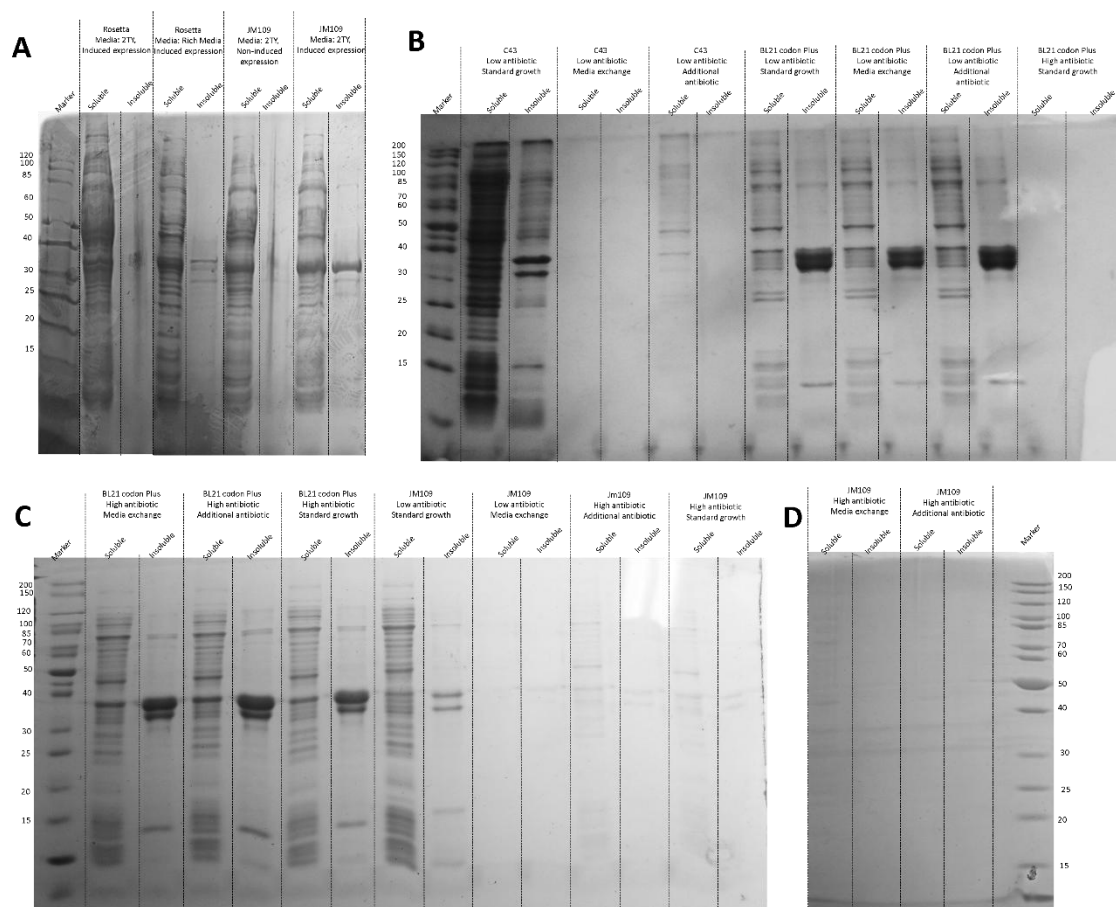 A
Rosetta
Media: 2TY,
Induced expression
Rosetta
Media: Rich Media
Induced expression
JM109
Media: 2TY,
Non-induced
expression
JM109
Media: 2TY,
Induced expression
Marker
Soluble
Insoluble
Soluble
Insoluble
Soluble
Insoluble
Soluble
Insoluble
120
100
85
60
50
40
30
25
20
15
B
C43
Low antibiotic
Standard growth
C43
Low antibiotic
Media exchange
C43
Low antibiotic
Additional
antibiotic
BL21 codon Plus
Low antibiotic
Standard growth
BL21 codon Plus
Low antibiotic
Media exchange
BL21 codon Plus
Low antibiotic
Additional
antibiotic
BL21 codon Plus
High antibiotic
Standard growth
Marker
Soluble
Insoluble
Soluble
Insoluble
Soluble
Insoluble
Soluble
Insoluble
Soluble
Insoluble
Soluble
Insoluble
Soluble
Insoluble
200
150
120
100
85
70
60
50
40
30
25
20
15
C
BL21 codon Plus
High antibiotic
Media exchange
BL21 codon Plus
High antibiotic
Additional antibiotic
BL21 codon Plus
High antibiotic
Standard growth
JM109
Low antibiotic
Standard growth
JM109
Low antibiotic
Media exchange
Jm109
High antibiotic
Additional antibiotic
JM109
High antibiotic
Standard growth
Marker
Soluble
Insoluble
Soluble
Insoluble
Soluble
Insoluble
Soluble
Insoluble
Soluble
Insoluble
Soluble
Insoluble
Soluble
Insoluble
200
150
120
100
85
70
60
50
40
30
25
20
15
D
JM109
High antibiotic
Media exchange
JM109
High antibiotic
Additional antibiotic
Soluble
Insoluble
Soluble
Insoluble
Marker
200
150
120
100
85
70
60
50
40
30
25
20
15